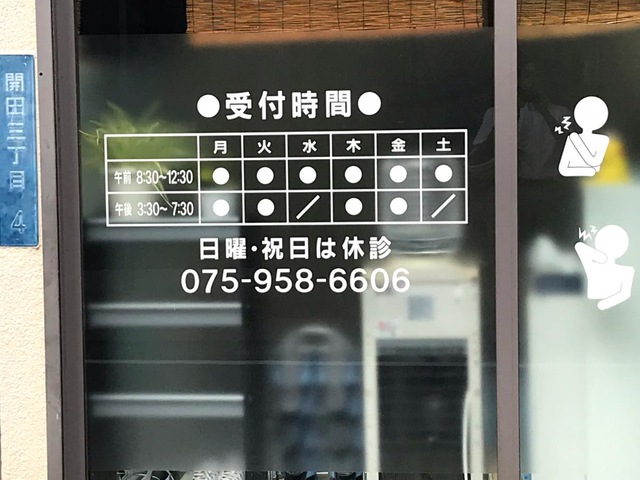 ●受付時間●
月 火 水 木 金 土
午前 8:30~12:30 ● ● ● ● ● ●
午後 3:30~7:30 ● ● / ● ● /
日曜・祝日は休診
075-958-6606
開田三丁目 4